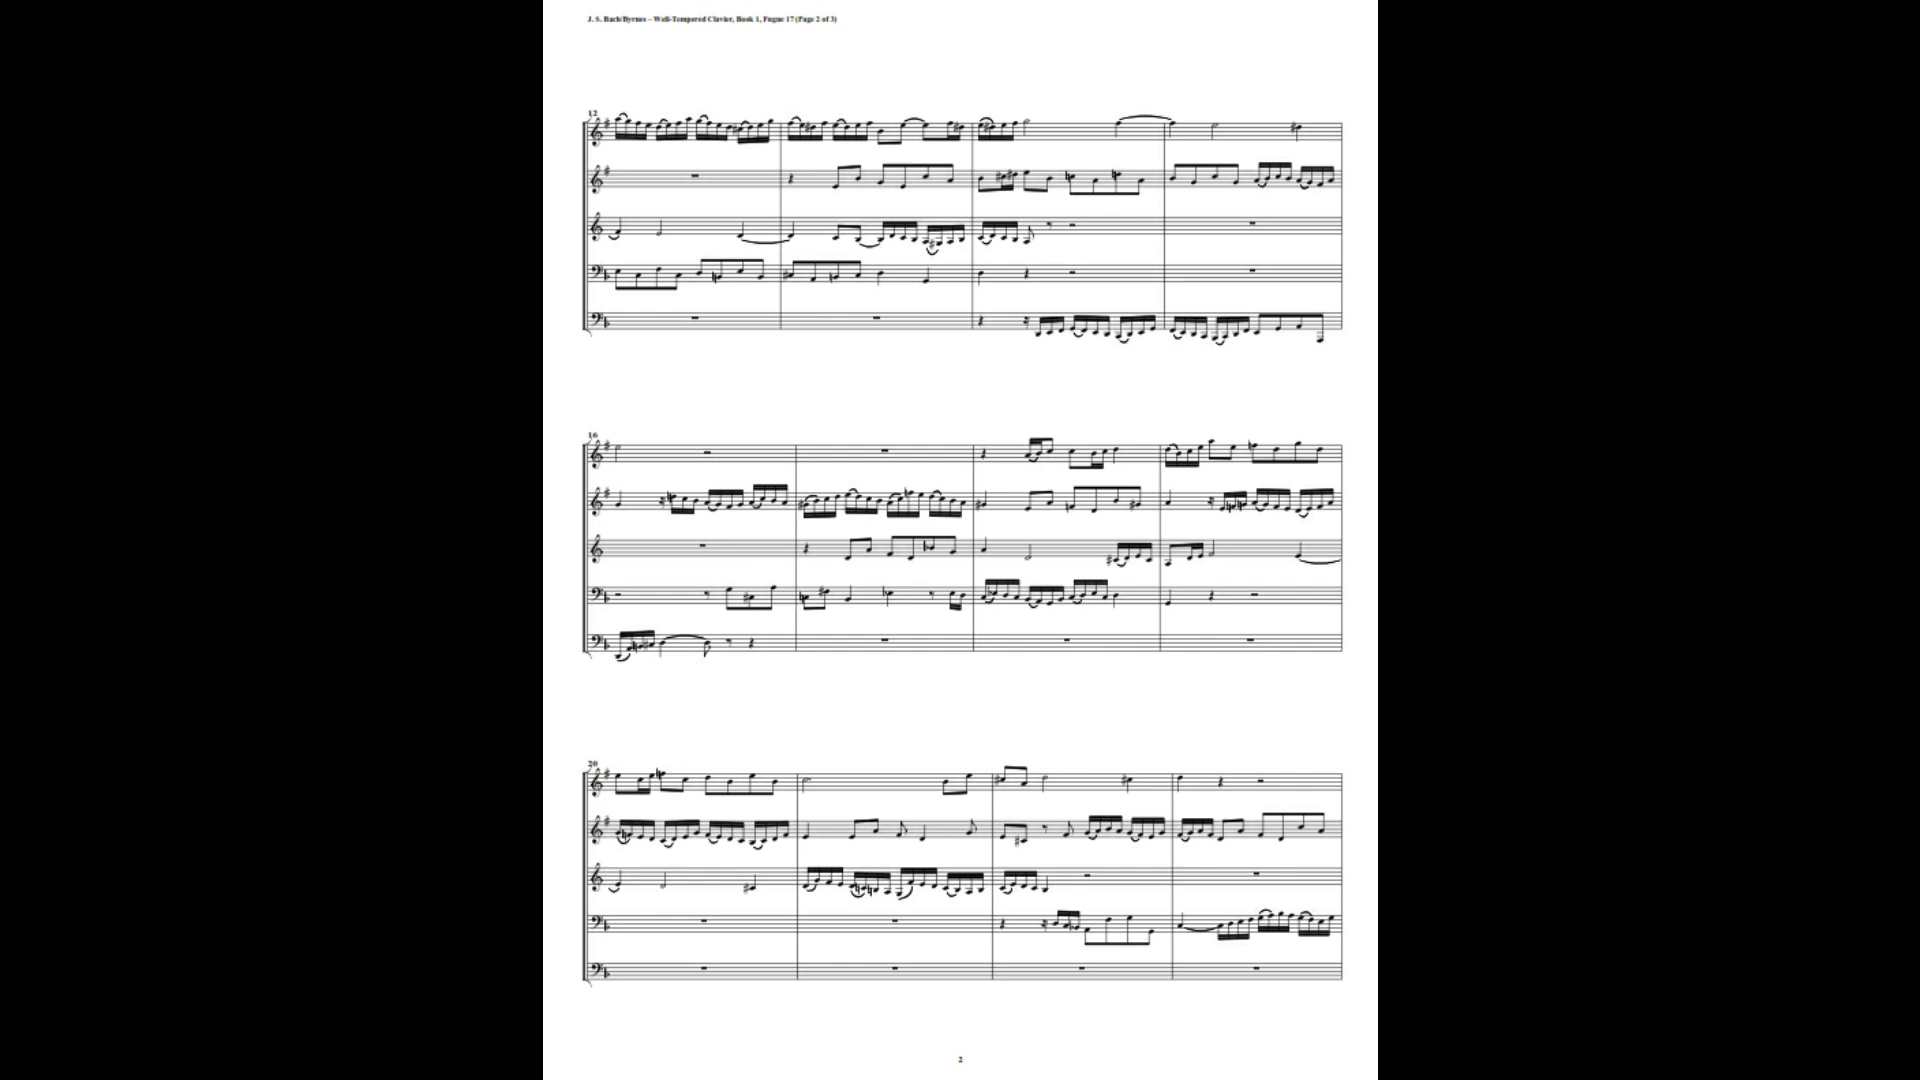 J. S. Bach/Byrnes – Well-Tempered Clavier, Book 1, Fugue 17 (Page 2 of 3)
12
16
20
2